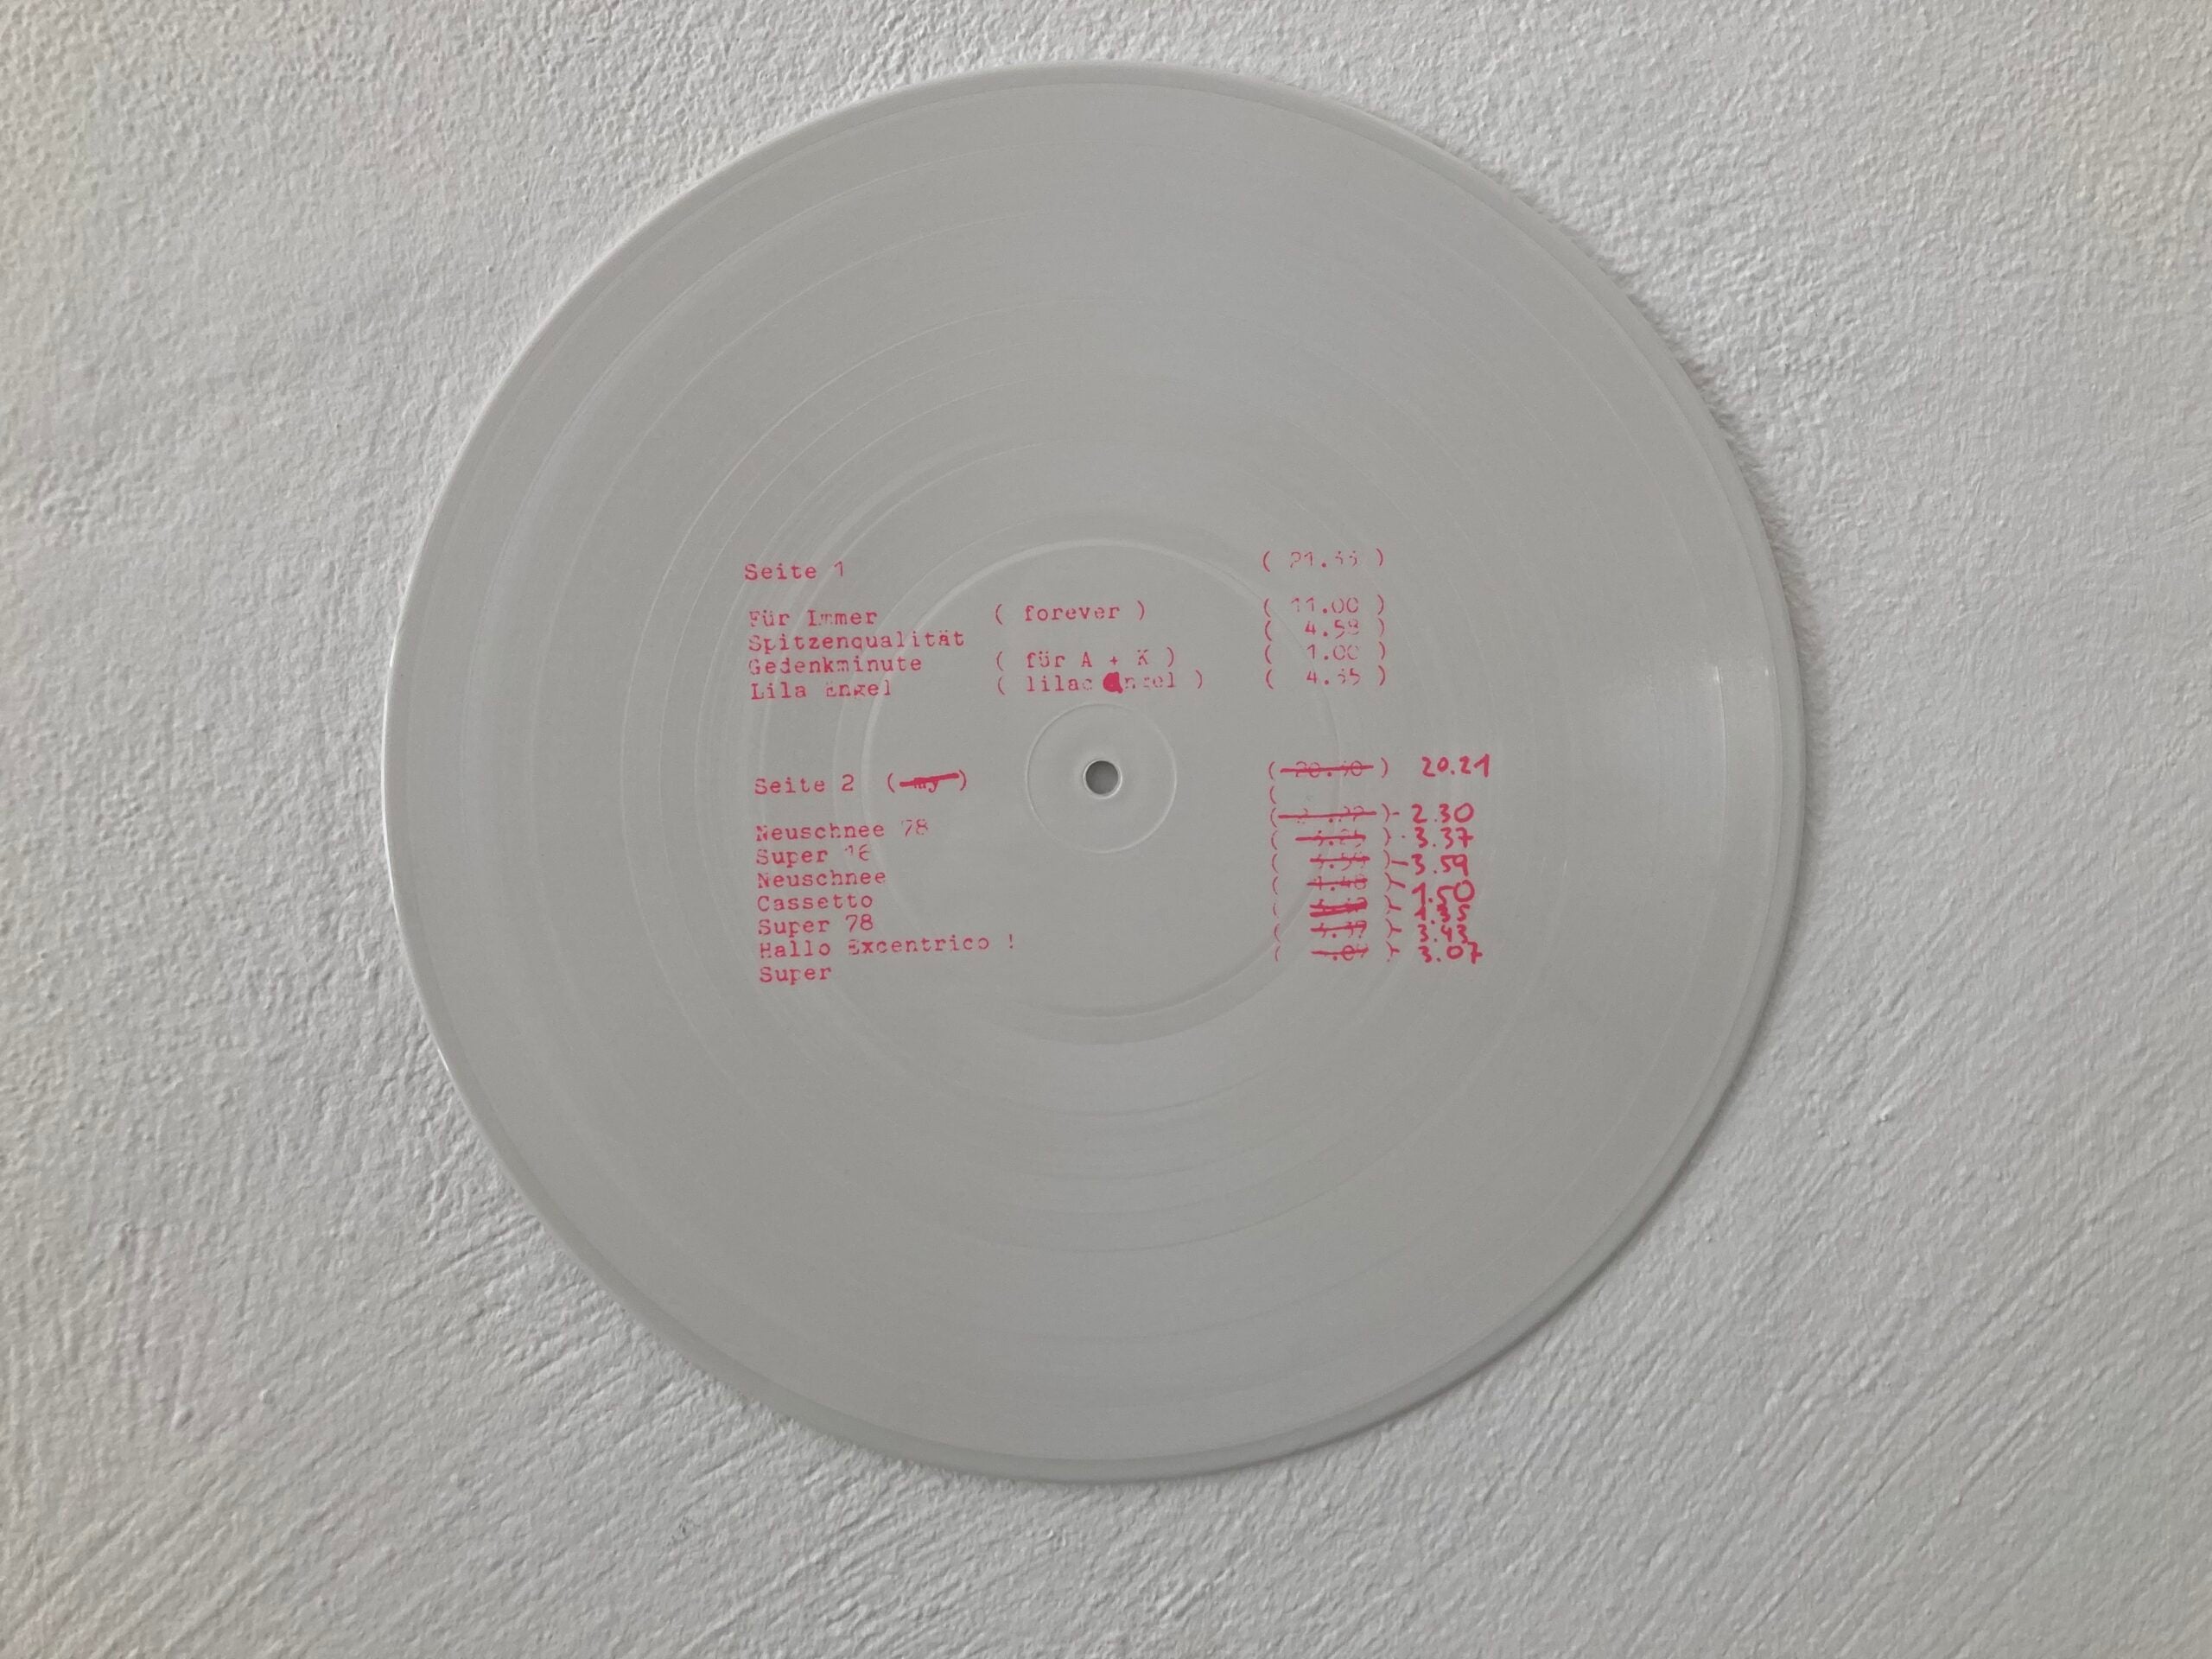 Seite 1 ( 21.33 )
Für Immer ( forever ) ( 11.00 )
Spitzenqualität ( 4.58 )
Gedenkminute ( für A + K ) ( 1.00 )
Lila Engel ( lilac angel ) ( 4.35 )
Seite 2 ( ) ( ) 20.21
(
Neuschnee 78 ( ) - 2.30
Super 16 ( ) - 3.37
Neuschnee ( ) - 3.59
Cassetto ( ) 1.50
Super 78 ( ) 1.35
Hallo Excentrico ! ( ) 3.43
Super ( ) 3.07